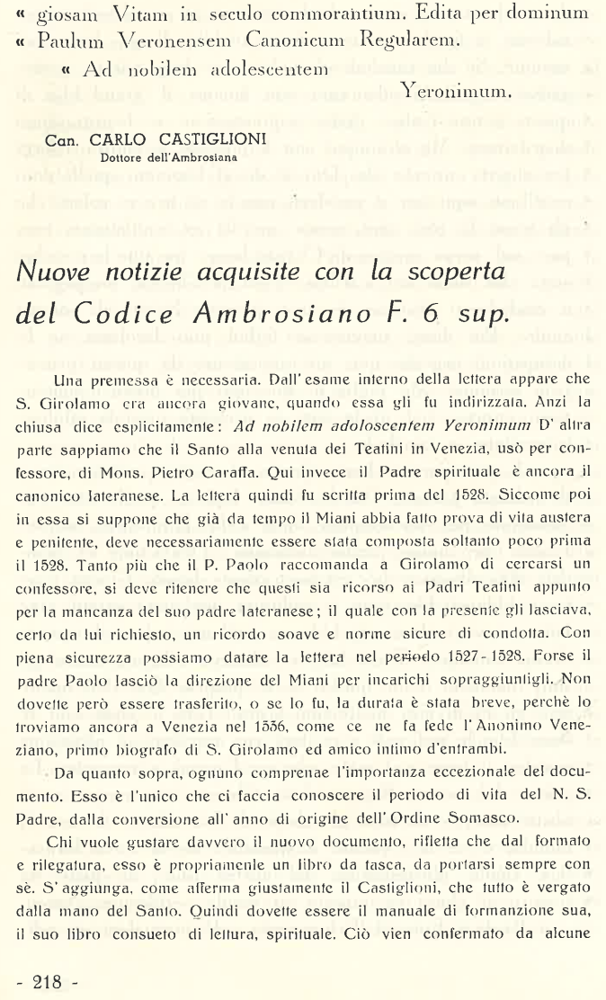 « giosam Vitam in seculo commorantium. Edita per dominum
« Paulum Veronensem Canonicum Regularem.
« Ad nobilem adolescentem
Yeronimum.
Can. CARLO CASTIGLIONI
Dottore dell'Ambrosiana
Nuove notizie acquisite con la scoperta
del Codice Ambrosiano F. 6 sup.
Una premessa è necessaria. Dall'esame interno della lettera appare che
S. Girolamo era ancora giovane, quando essa gli fu indirizzata. Anzi la
chiusa dice esplicitamente: Ad nobilem adoloscentem Yeronimum D'altra
parte sappiamo che il Santo alla venuta dei Teatini in Venezia, usò per con-
fessore, di Mons. Pietro Caraffa. Qui invece il Padre spirituale è ancora il
canonico lateranese. La lettera quindi fu scritta prima del 1528. Siccome poi
in essa si suppone che già da tempo il Miani abbia fatto prova di vita austera
e penitente, deve necessariamente essere stata composta soltanto poco prima
il 1528. Tanto più che il P. Paolo raccomanda a Girolamo di cercarsi un
confessore, si deve ritenere che questi sia ricorso ai Padri Teatini appunto
per la mancanza del suo padre lateranese; il quale con la presente gli lasciava,
certo da lui richiesto, un ricordo soave e norme sicure di condotta. Con
piena sicurezza possiamo datare la lettera nel periodo 1527-1528. Forse il
padre Paolo lasciò la direzione del Miani per incarichi sopraggiuntigli. Non
dovette però essere trasferito, o se lo fu, la durata è stata breve, perchè lo
troviamo ancora a Venezia nel 1536, come ce ne fa fede l'Anonimo Vene-
ziano, primo biografo di S. Girolamo ed amico intimo d'entrambi.
Da quanto sopra, ognuno comprenae l'importanza eccezionale del docu-
mento. Esso è l'unico che ci faccia conoscere il periodo di vita del N. S.
Padre, dalla conversione all'anno di origine dell'Ordine Somasco.
Chi vuole gustare davvero il nuovo documento, rifletta che dal formato
e rilegatura, esso è propriamente un libro da tasca, da portarsi sempre con
sè. S'aggiunga, come afferma giustamente il Castiglioni, che tutto è vergato
dalla mano del Santo. Quindi dovette essere il manuale di formanzione sua,
il suo libro consueto di lettura, spirituale. Ciò vien confermato da alcune
- 218 -